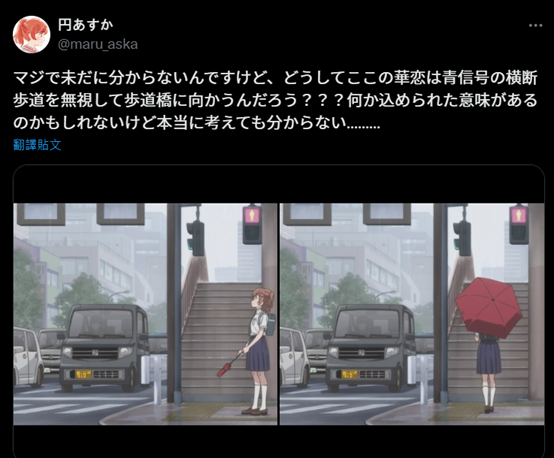 円あすか
@maru_aska
マジで未だに分からないんですけど、どうしてここの華恋は青信号の横断
歩道を無視して歩道橋に向かうんだろう？？？何か込められた意味がある
のかもしれないけど本当に考えても分からない.........
翻譯貼文